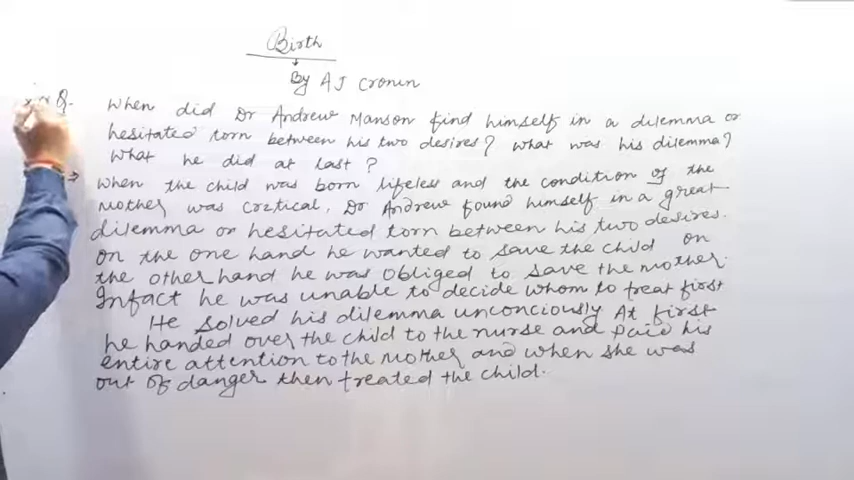 Birth
By AJ Cronin
Q. When did Dr Andrew Manson find himself in a dilemma or
hesitated torn between his two desires? What was his dilemma?
What he did at last?
→ When the child was born lifeless and the condition of the
mother was crctical, Dr Andrew found himself in a great
dilemma or hesitated torn between his two desires.
on the one hand he wanted to save the child on
the other hand he was obliged to save the mother.
Infact he was unable to decide whom to treat first
He solved his dilemma unconciously At first
he handed over the child to the nurse and paid his
entire attention to the mother, and when she was
out of danger then treated the child.